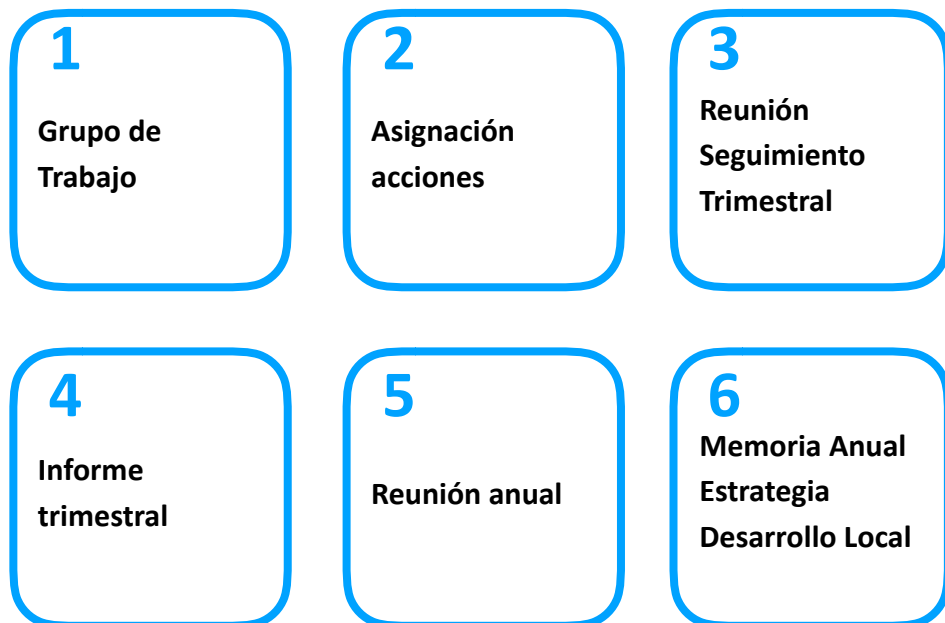 1
Grupo de
Trabajo
2
Asignación
acciones
3
Reunión
Seguimiento
Trimestral
4
Informe
trimestral
5
Reunión anual
6
Memoria Anual
Estrategia
Desarrollo Local